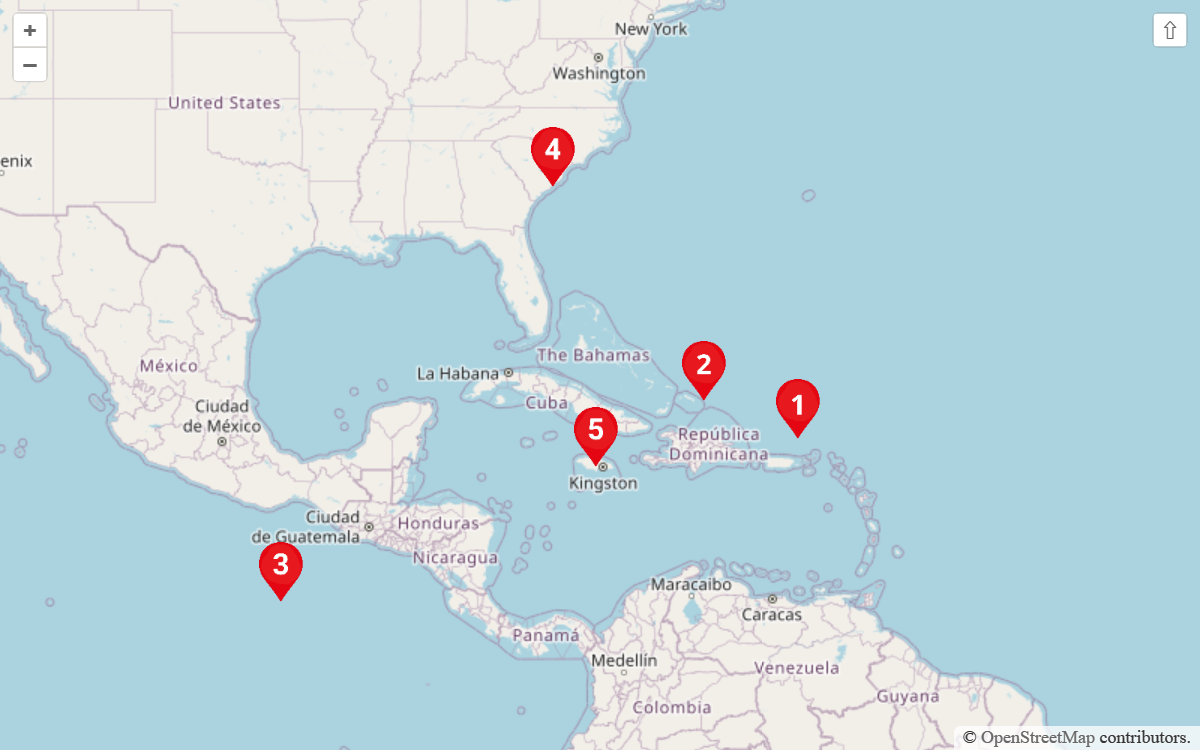 +
−
⇧
New York
Washington
United States
enix
4
The Bahamas
2
México
La Habana
1
Cuba
Ciudad
de México
5
República
Dominicana
Kingston
Ciudad
de Guatemala
Honduras
Nicaragua
3
Maracaibo
Caracas
Panamá
Medellín
Venezuela
Guyana
Colombia
© OpenStreetMap contributors.